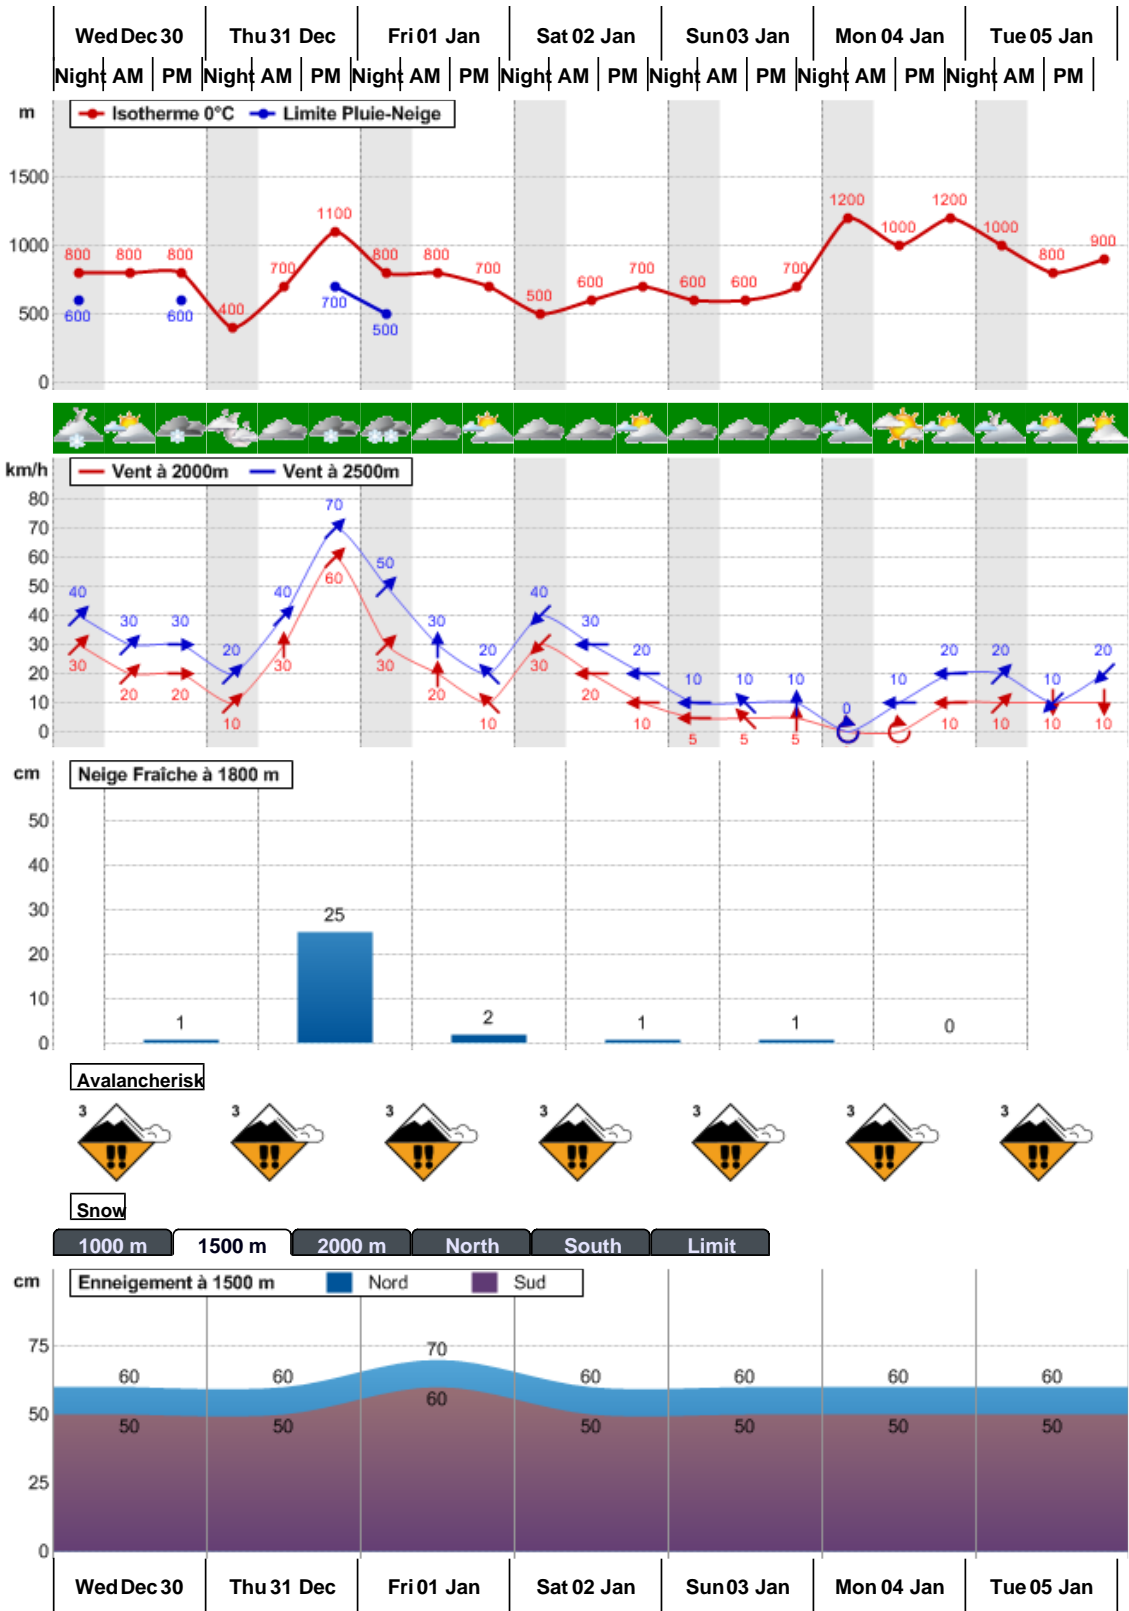 Wed Dec 30 Thu 31 Dec Fri 01 Jan Sat 02 Jan Sun 03 Jan Mon 04 Jan Tue 05 Jan
Night AM PM Night AM PM Night AM PM Night AM PM Night AM PM Night AM PM Night AM PM
m
Isotherme 0°C Limite Pluie-Neige
1500
1000
500
0
800 800 800 400 700 1100 800 800 700 500 600 700 600 600 700 1200 1000 1200 1000 800 900
600 600 700 500
km/h
Vent à 2000m Vent à 2500m
80
70
60
50
40
30
20
10
0
40 30 30 20 40 70 50 30 20 40 30 20 10 10 10 0 10 20 20 10 20
30 20 20 10 30 60 30 20 10 30 20 10 5 5 5 10 10 10 10
cm
Neige Fraîche à 1800 m
50
40
30
20
10
0
1 25 2 1 1 0
Avalancherisk
3 3 3 3 3 3 3
Snow
1000 m 1500 m 2000 m North South Limit
cm
Enneigement à 1500 m Nord Sud
75
50
25
0
60 60 70 60 60 60 60
50 50 60 50 50 50 50
Wed Dec 30 Thu 31 Dec Fri 01 Jan Sat 02 Jan Sun 03 Jan Mon 04 Jan Tue 05 Jan